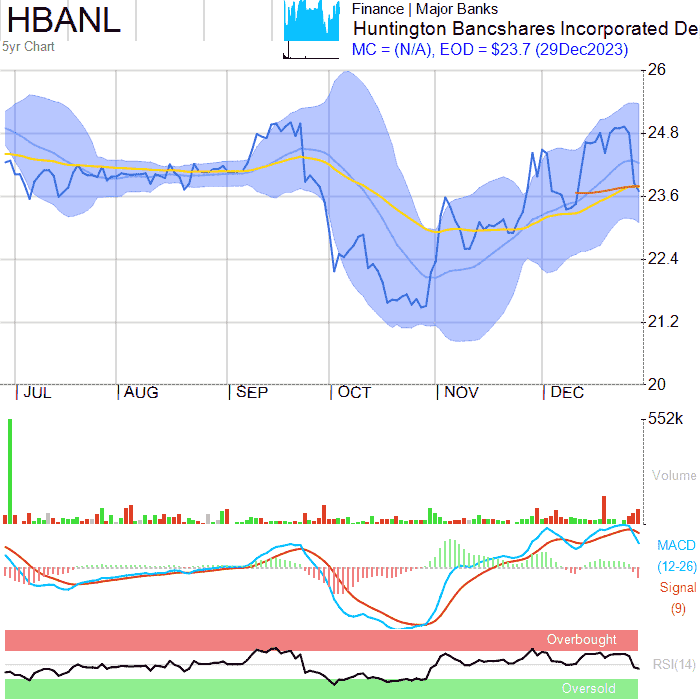 HBANL
5yr Chart
Finance | Major Banks
Huntington Bancshares Incorporated De
MC = (N/A), EOD = $23.7 (29Dec2023)
26
24.8
23.6
22.4
21.2
20
JUL AUG SEP OCT NOV DEC
552k
Volume
MACD
(12-26)
Signal
(9)
Overbought
RSI(14)
Oversold